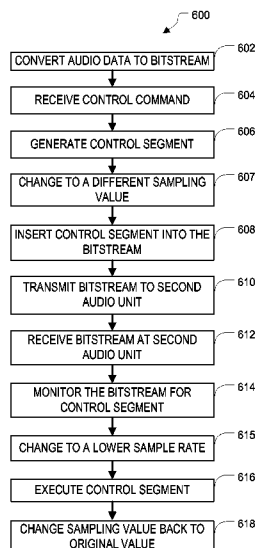 600
CONVERT AUDIO DATA TO BITSTREAM
602
RECEIVE CONTROL COMMAND
604
GENERATE CONTROL SEGMENT
606
CHANGE TO A DIFFERENT SAMPLING
VALUE
607
INSERT CONTROL SEGMENT INTO THE
BITSTREAM
608
TRANSMIT BITSTREAM TO SECOND
AUDIO UNIT
610
RECEIVE BITSTREAM AT SECOND
AUDIO UNIT
612
MONITOR THE BITSTREAM FOR
CONTROL SEGMENT
614
CHANGE TO A LOWER SAMPLE RATE
615
EXECUTE CONTROL SEGMENT
616
CHANGE SAMPLING VALUE BACK TO
ORIGINAL VALUE
618